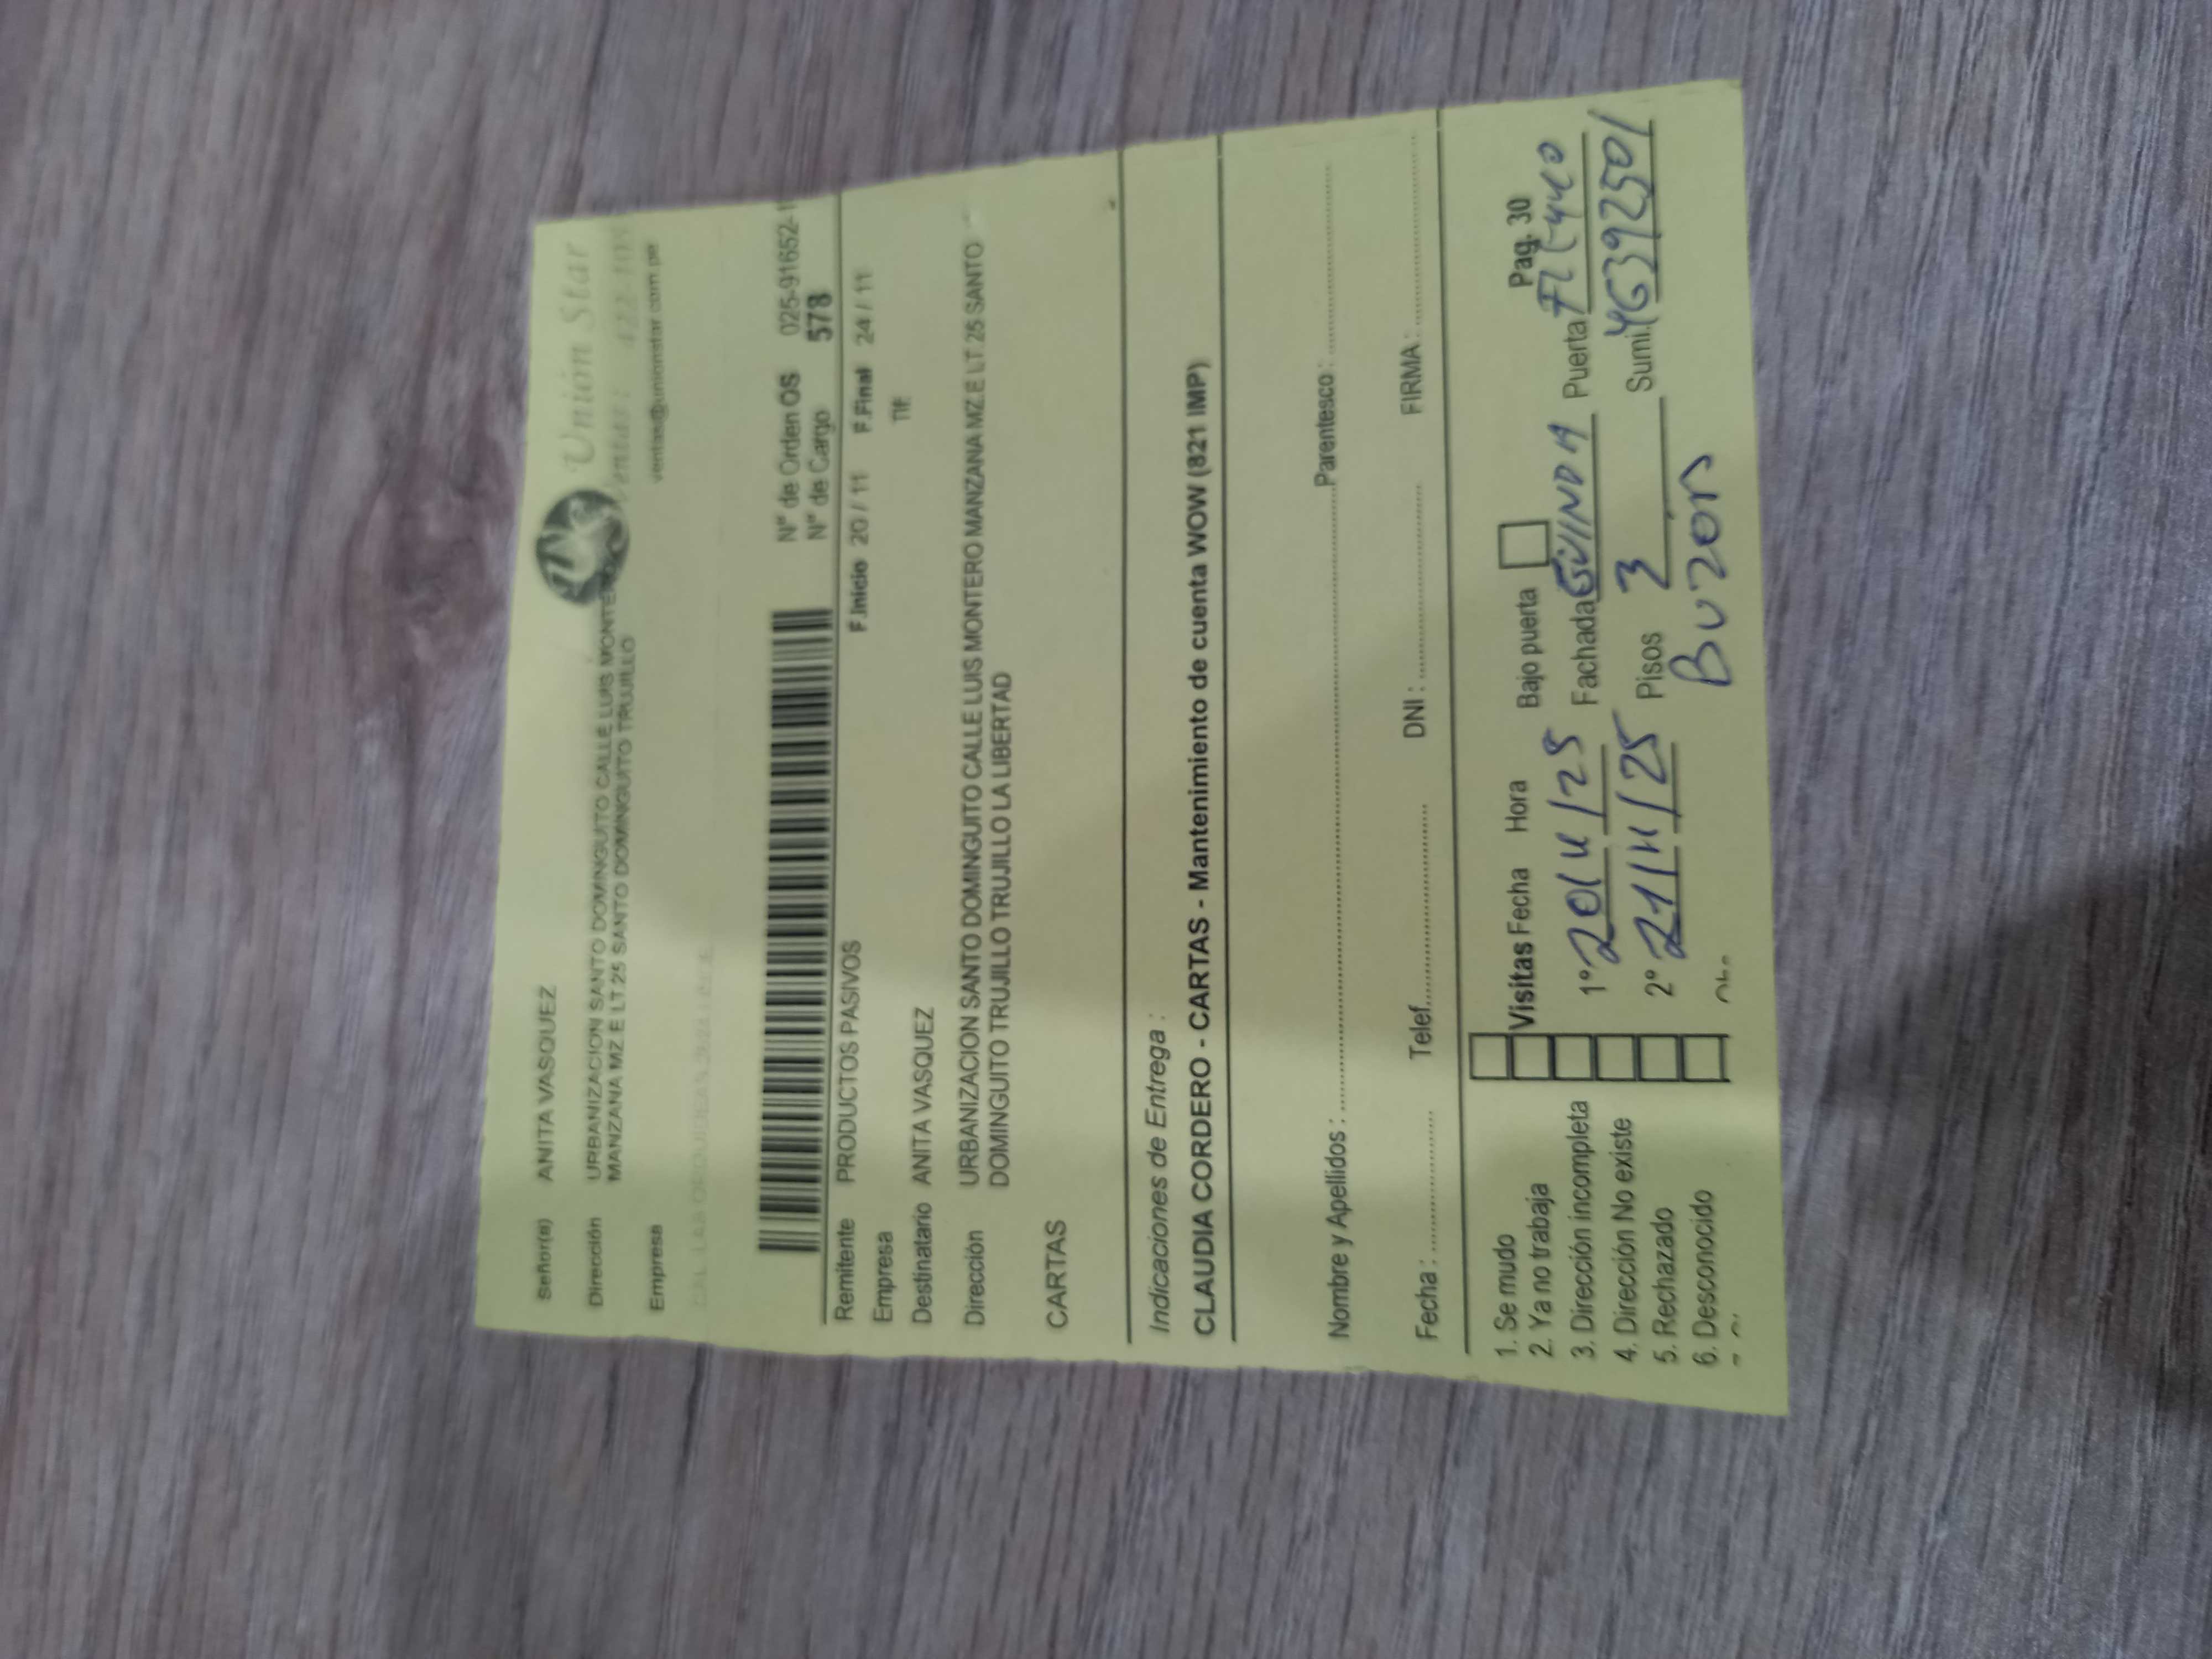 Unión Star
Señor(s) ANITA VASQUEZ
Dirección URBANIZACION SANTO DOMINGUITO CALLE LUIS
MANZANA MZ.E LT.25 SANTO DOMINGUITO TRUJILLO
ventas@unionstar.com.pe
Empresa
N° de Orden OS 025-91652-1
N° de Cargo 578
Remitente PRODUCTOS PASIVOS F.Inicio 20 / 11 F.Final 24 / 11
Empresa Tlf.
Destinatario ANITA VASQUEZ
Dirección URBANIZACION SANTO DOMINGUITO CALLE LUIS MONTERO MANZANA MZ.E LT.25 SANTO
DOMINGUITO TRUJILLO TRUJILLO LA LIBERTAD
CARTAS
Indicaciones de Entrega :
CLAUDIA CORDERO - CARTAS - Mantenimiento de cuenta WOW (821 IMP)
Nombre y Apellidos : Parentesco :
Fecha : Telef. DNI : FIRMA :
Pag. 30
1. Se mudo
2. Ya no trabaja Visitas Fecha Hora Bajo puerta
3. Dirección incompleta 1° 20/11/25 Fachada GUINDA Puerta
4. Dirección No existe
5. Rechazado 2° 21/11/25 Pisos 3 Sumi. 46392501
6. Desconocido Buzón